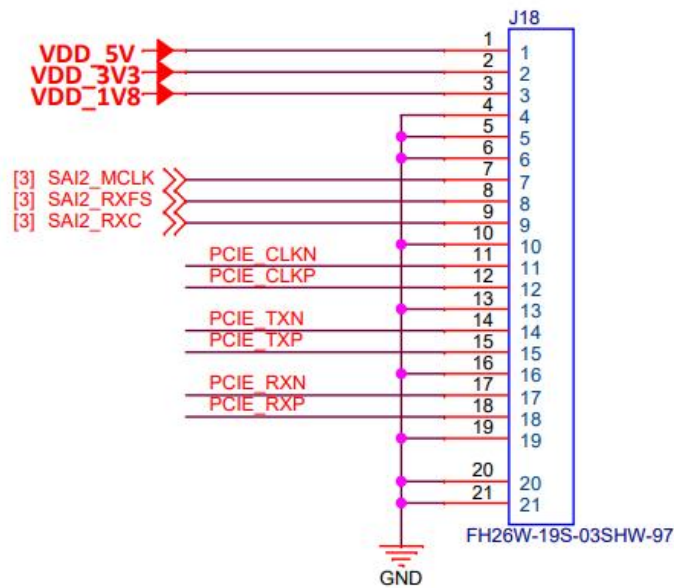 J18
VDD_5V 1 1
VDD_3V3 2 2
VDD_1V8 3 3
4 4
5 5
6 6
[3] SAI2_MCLK 7 7
[3] SAI2_RXFS 8 8
[3] SAI2_RXC 9 9
10 10
PCIE_CLKN 11 11
PCIE_CLKP 12 12
13 13
PCIE_TXN 14 14
PCIE_TXP 15 15
16 16
PCIE_RXN 17 17
PCIE_RXP 18 18
19 19
20 20
21 21
FH26W-19S-03SHW-97
GND